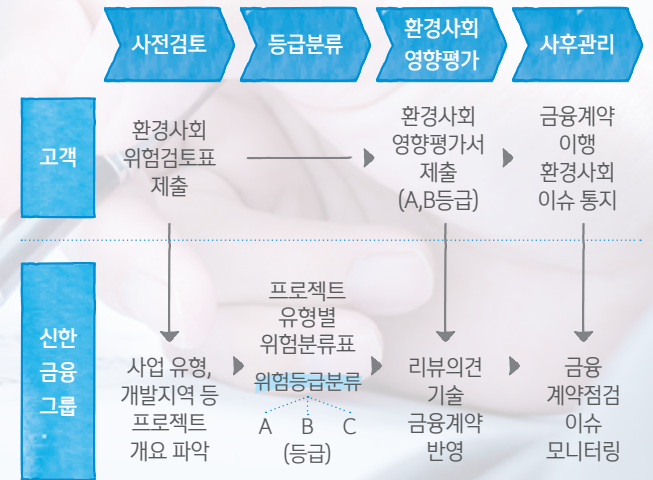 사전검토
등급분류
환경사회
영향평가
사후관리
고객
환경사회
위험검토표
제출
환경사회
영향평가서
제출
(A,B등급)
금융계약
이행
환경사회
이슈 통지
신한
금융
그룹
사업 유형,
개발지역 등
프로젝트
개요 파악
프로젝트
유형별
위험분류표
위험등급분류
A B C
(등급)
리뷰의견
기술
금융계약
반영
금융
계약점검
이슈
모니터링